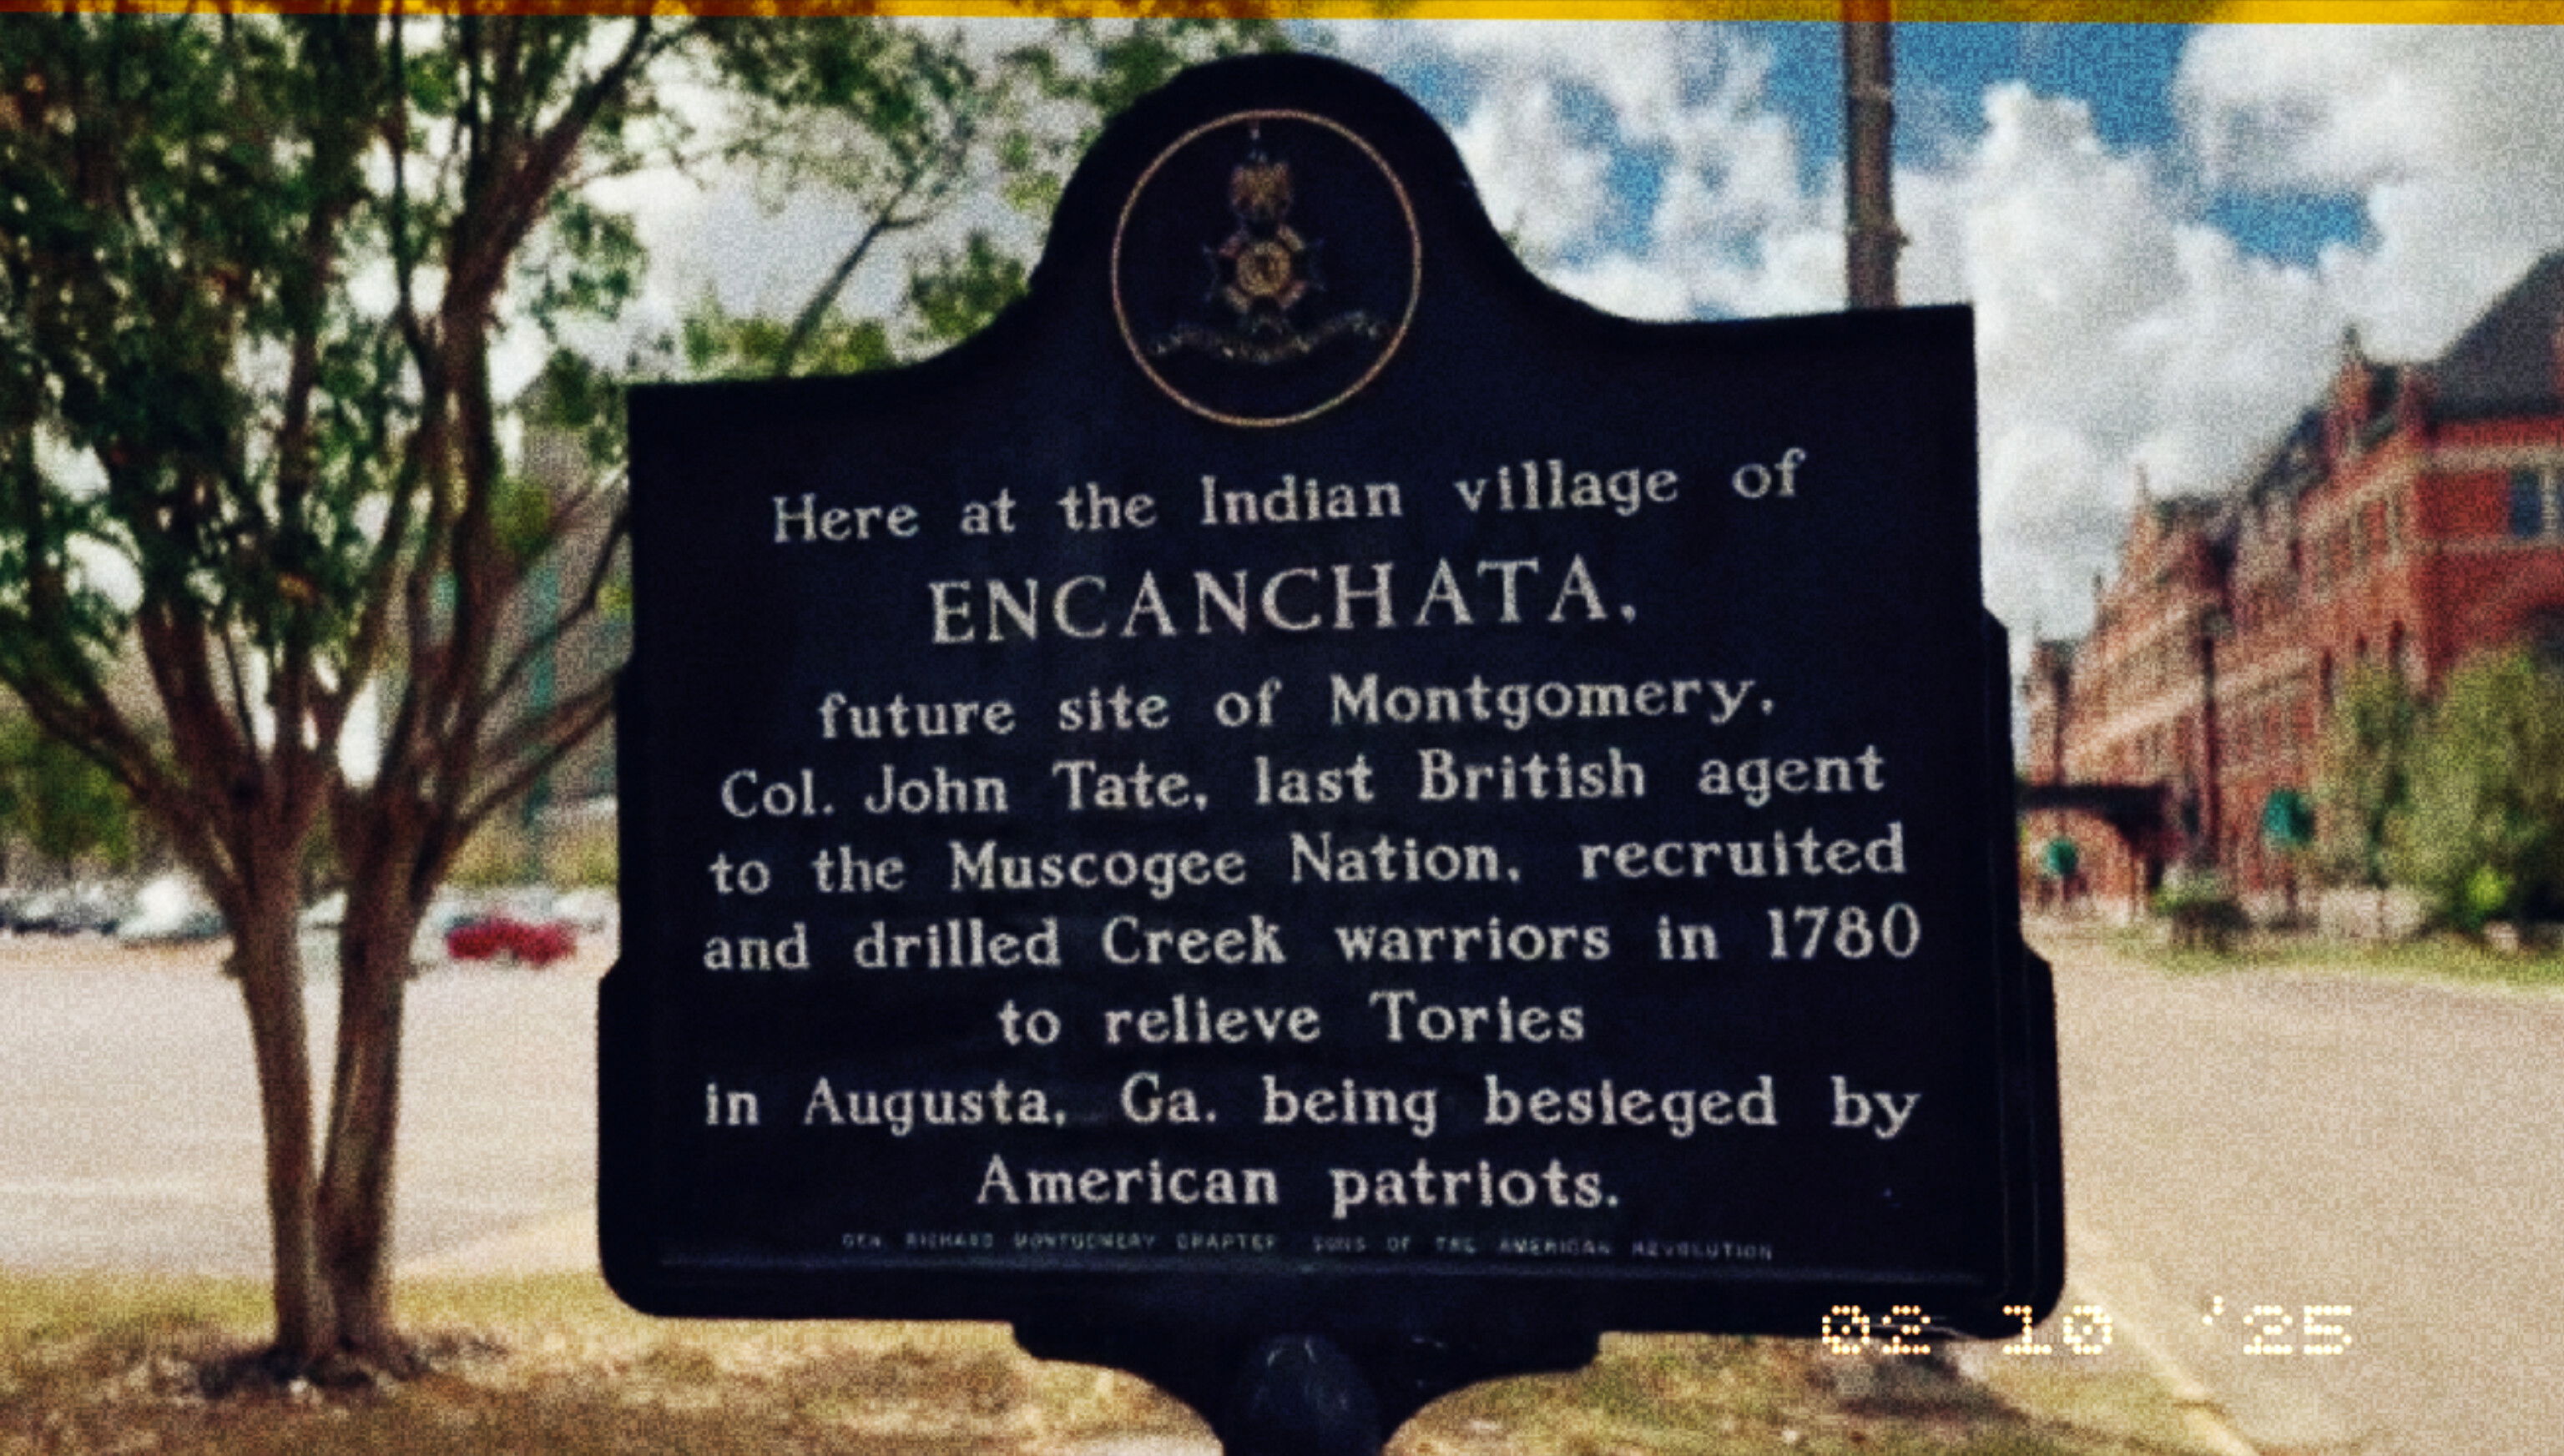 Here at the Indian village of
ENCANCHATA,
future site of Montgomery,
Col. John Tate, last British agent
to the Muscogee Nation, recruited
and drilled Creek warriors in 1780
to relieve Tories
in Augusta, Ga. being besieged by
American patriots.
GEN. RICHARD MONTGOMERY CHAPTER SONS OF THE AMERICAN REVOLUTION
02 10 '25